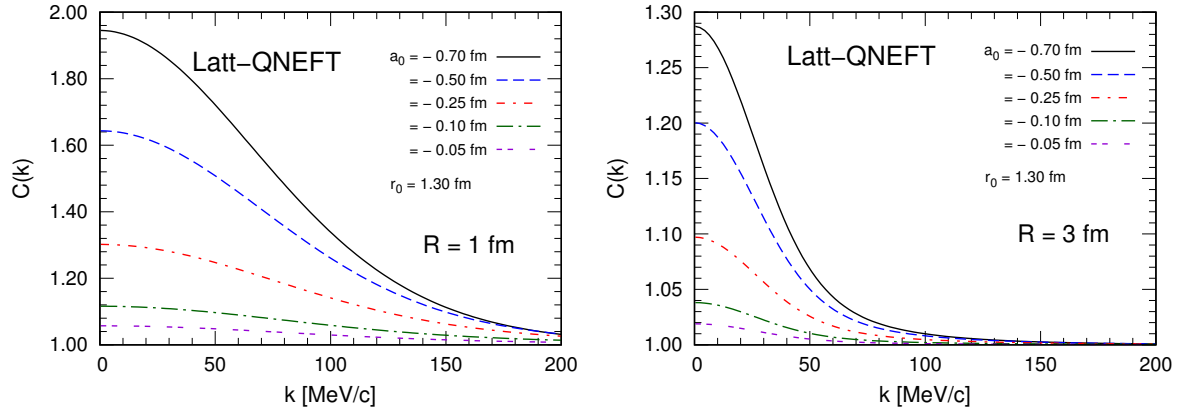 Latt−QNEFT
a0 = − 0.70 fm
= − 0.50 fm
= − 0.25 fm
= − 0.10 fm
= − 0.05 fm
r0 = 1.30 fm
R = 1 fm
C(k)
2.00
1.80
1.60
1.40
1.20
1.00
0
50
100
150
200
k [MeV/c]
Latt−QNEFT
a0 = − 0.70 fm
= − 0.50 fm
= − 0.25 fm
= − 0.10 fm
= − 0.05 fm
r0 = 1.30 fm
R = 3 fm
C(k)
1.30
1.25
1.20
1.15
1.10
1.05
1.00
0
50
100
150
200
k [MeV/c]